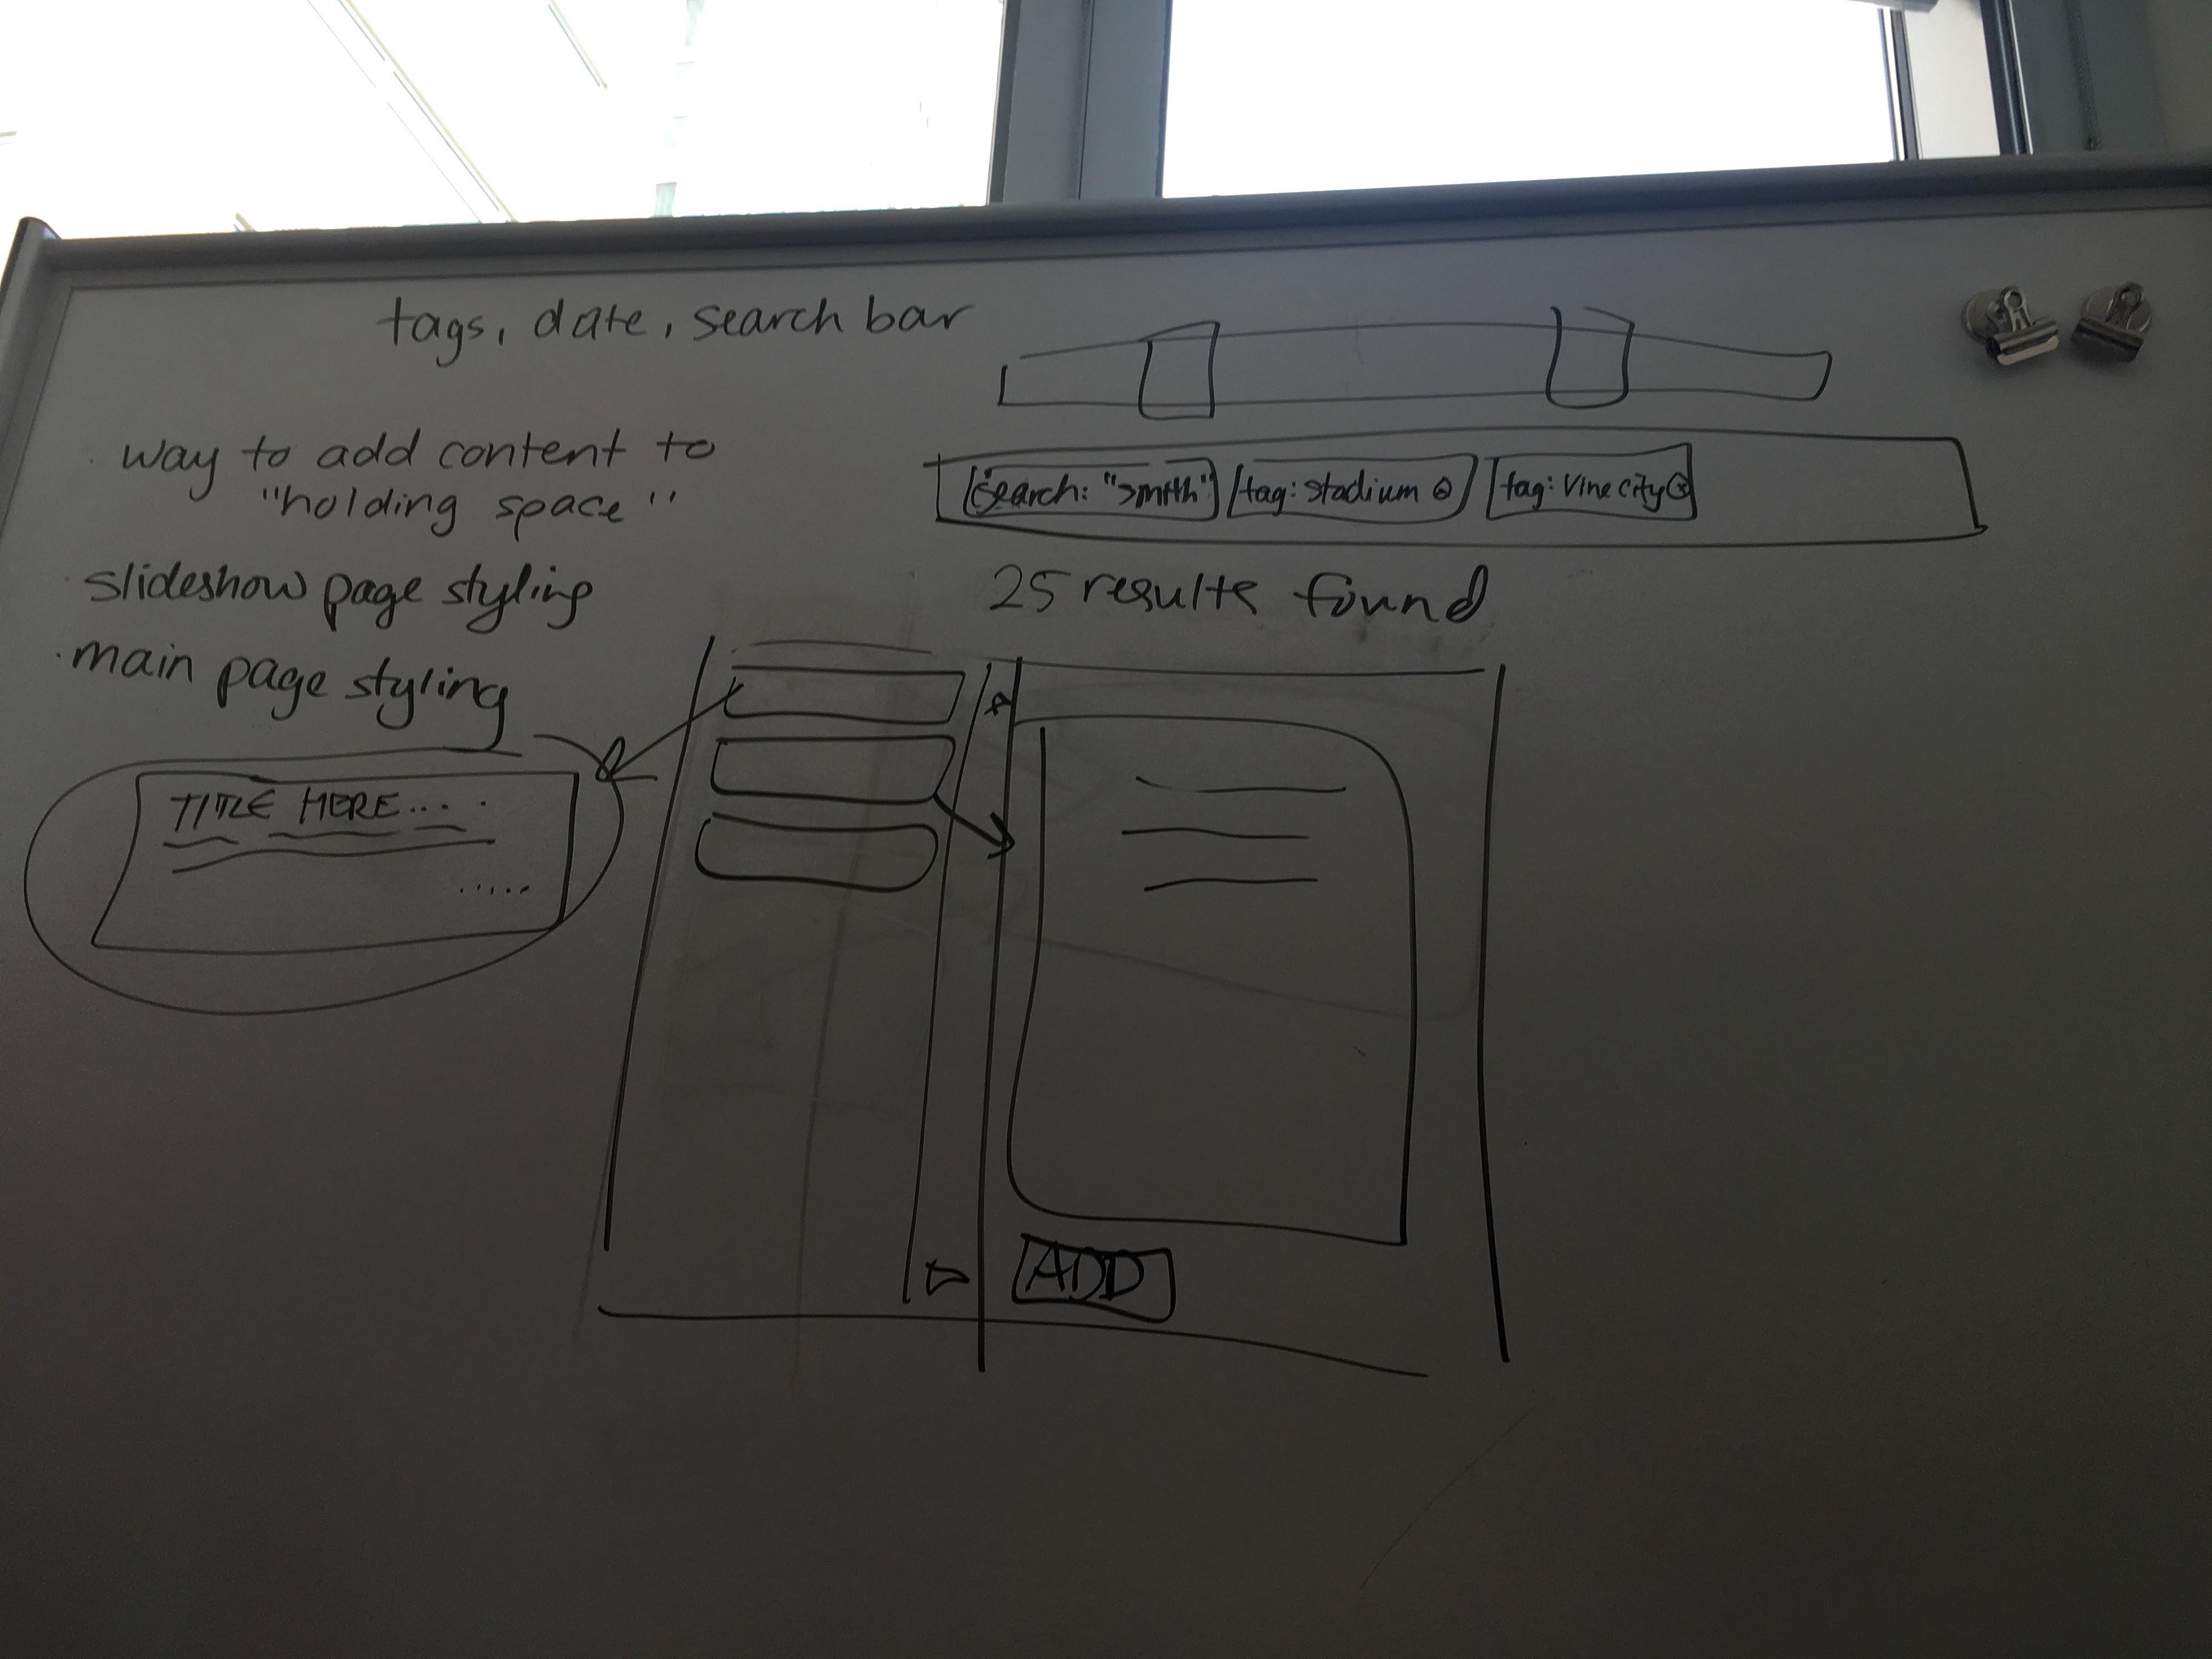 tags, date, search bar
· way to add content to
"holding space"
· slideshow page styling
· main page styling
search: "smith" tag: stadium ⓧ tag: Vine City ⓧ
25 results found
TITLE HERE....
.....
ADD